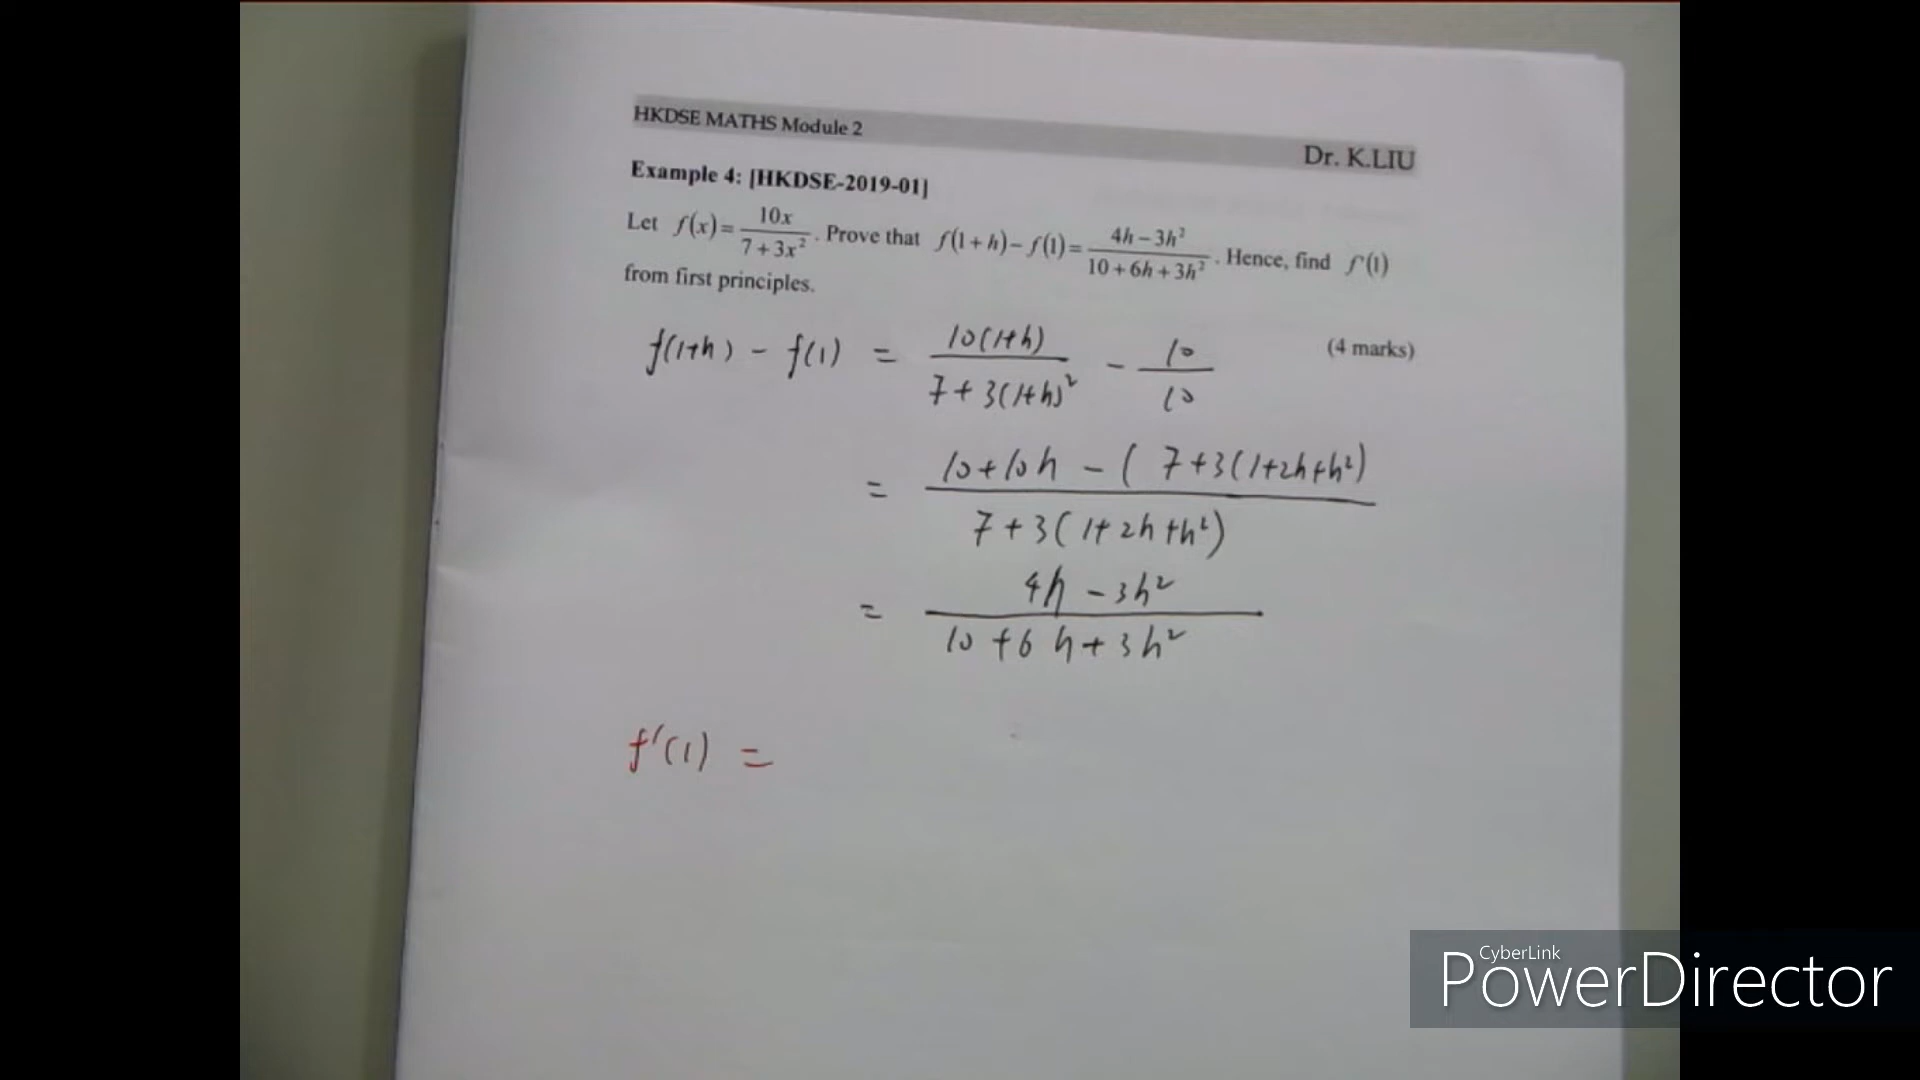 HKDSE MATHS Module 2
Dr. K.LIU
Example 4: [HKDSE-2019-01]
Let f(x) = 10x / (7 + 3x²) . Prove that f(1 + h) − f(1) = (4h − 3h²) / (10 + 6h + 3h²) . Hence, find f'(1)
from first principles.
(4 marks)
f(1+h) − f(1) = 10(1+h) / (7 + 3(1+h)²) − 10 / 10
= (10 + 10h − ( 7 + 3(1+2h+h²)) / (7 + 3(1+2h+h²))
= (4h − 3h²) / (10 + 6h + 3h²)
f'(1) =
CyberLink
PowerDirector